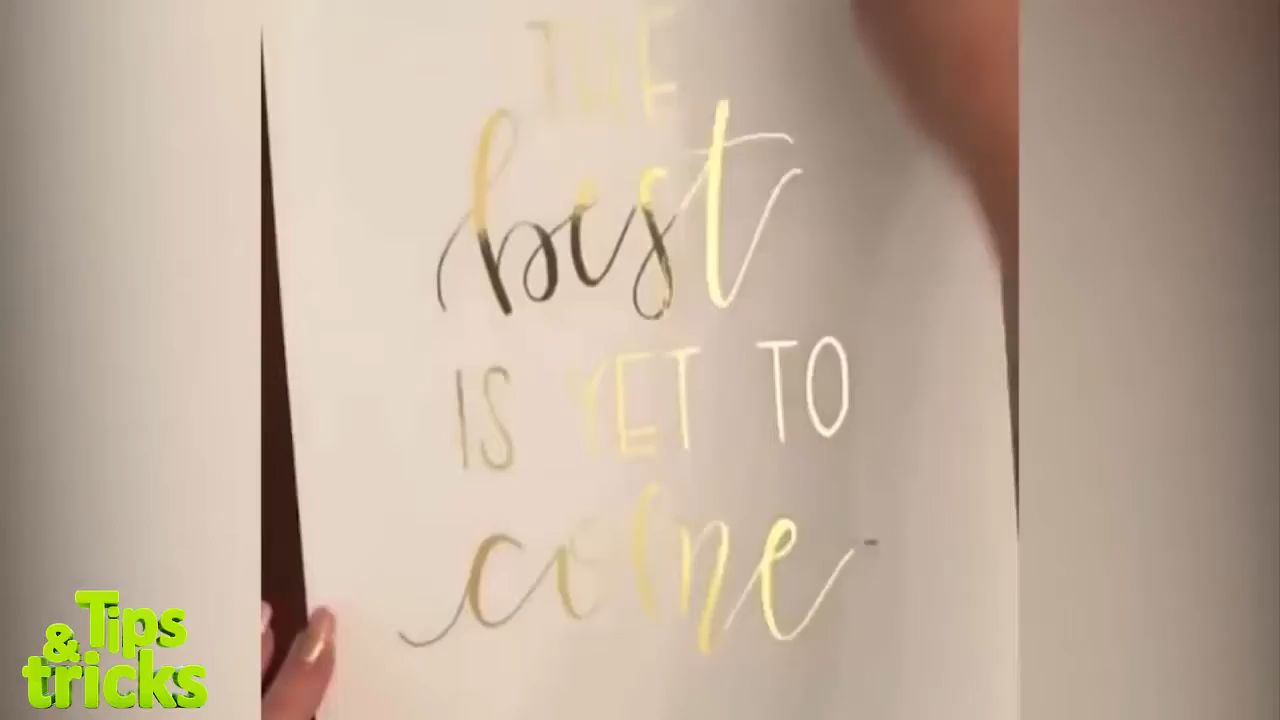 THE
best
IS YET TO
come
Tips
& tricks